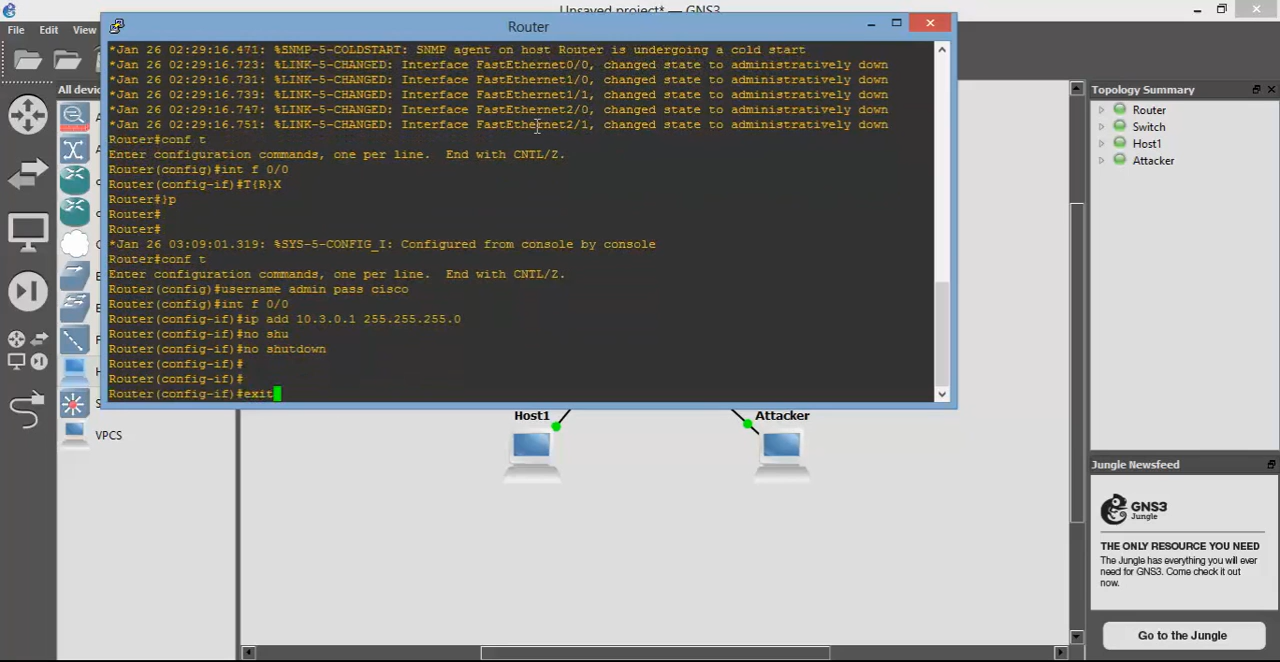 Unsaved project* — GNS3
File Edit View
Router
*Jan 26 02:29:16.471: %SNMP-5-COLDSTART: SNMP agent on host Router is undergoing a cold start
*Jan 26 02:29:16.723: %LINK-5-CHANGED: Interface FastEthernet0/0, changed state to administratively down
*Jan 26 02:29:16.731: %LINK-5-CHANGED: Interface FastEthernet1/0, changed state to administratively down
*Jan 26 02:29:16.739: %LINK-5-CHANGED: Interface FastEthernet1/1, changed state to administratively down
*Jan 26 02:29:16.747: %LINK-5-CHANGED: Interface FastEthernet2/0, changed state to administratively down
*Jan 26 02:29:16.751: %LINK-5-CHANGED: Interface FastEthernet2/1, changed state to administratively down
Router#conf t
Enter configuration commands, one per line.  End with CNTL/Z.
Router(config)#int f 0/0
Router(config-if)#T{R}X
Router#}p
Router#
Router#
*Jan 26 03:09:01.319: %SYS-5-CONFIG_I: Configured from console by console
Router#conf t
Enter configuration commands, one per line.  End with CNTL/Z.
Router(config)#username admin pass cisco
Router(config)#int f 0/0
Router(config-if)#ip add 10.3.0.1 255.255.255.0
Router(config-if)#no shu
Router(config-if)#no shutdown
Router(config-if)#
Router(config-if)#
Router(config-if)#exit
All devi
VPCS
Host1
Attacker
Topology Summary
Router
Switch
Host1
Attacker
Jungle Newsfeed
GNS3
Jungle
THE ONLY RESOURCE YOU NEED
The Jungle has everything you will ever
need for GNS3. Come check it out
now.
Go to the Jungle